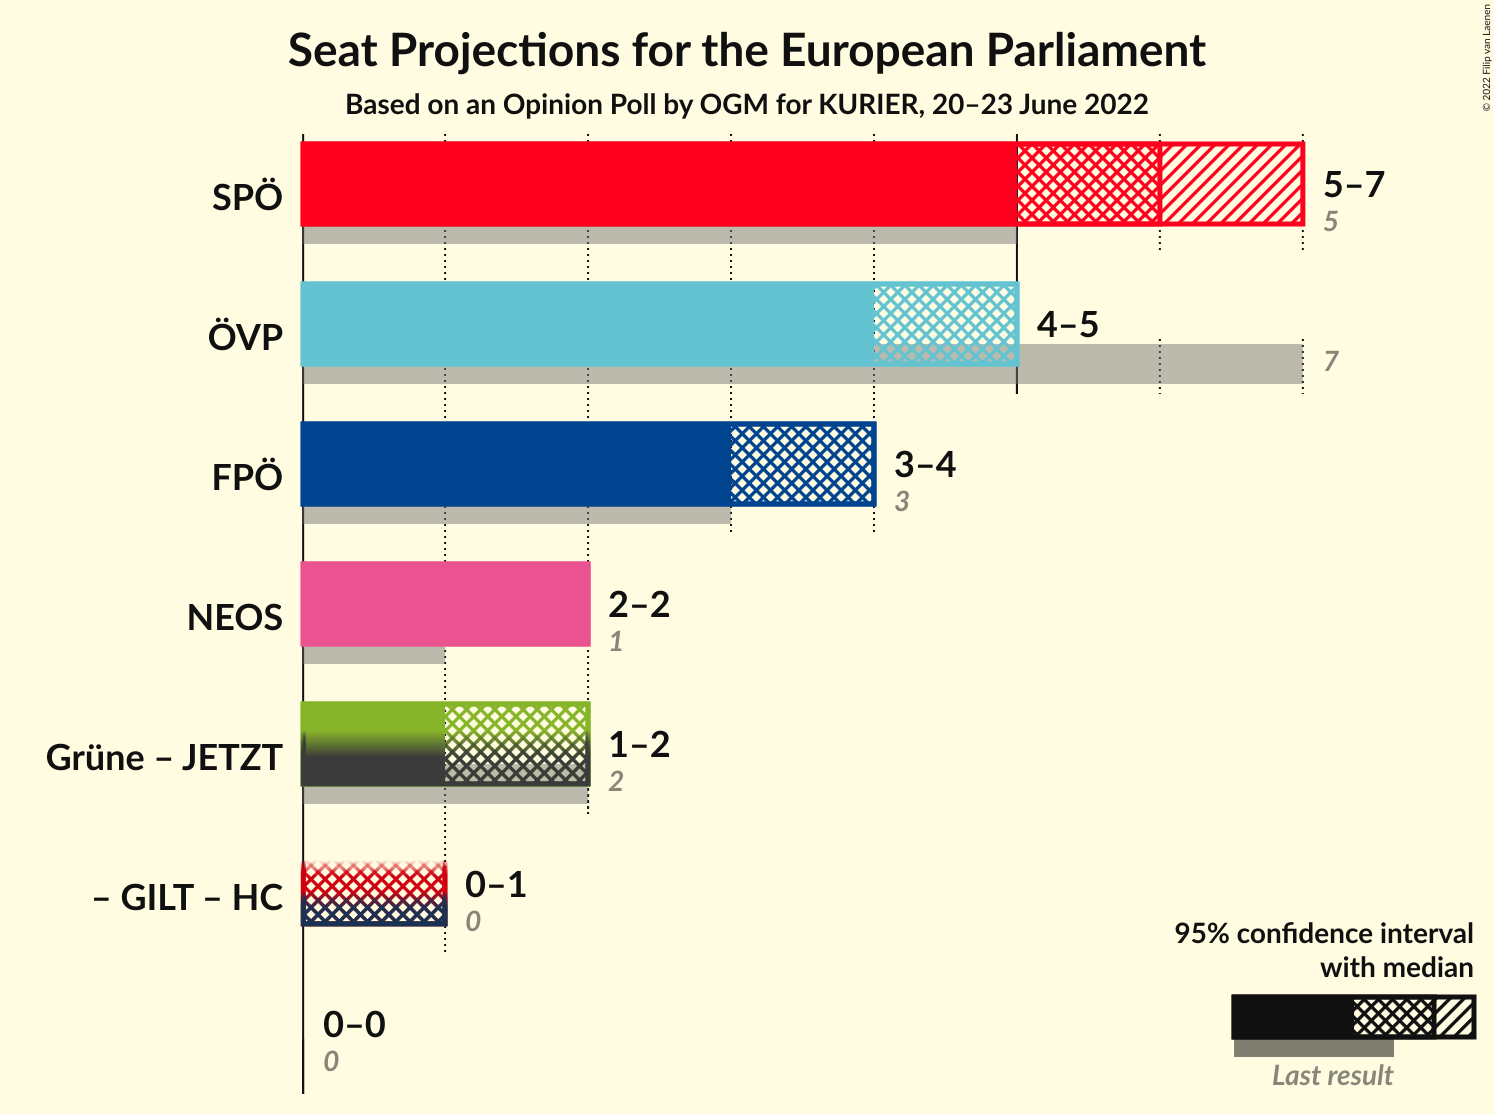 Seat Projections for the European Parliament
Based on an Opinion Poll by OGM for KURIER, 20–23 June 2022
© 2022 Filip van Laenen
SPÖ
5–7
5
ÖVP
4–5
7
FPÖ
3–4
3
NEOS
2–2
1
Grüne – JETZT
1–2
2
– GILT – HC
0–1
0
0–0
0
95% confidence interval
with median
Last result